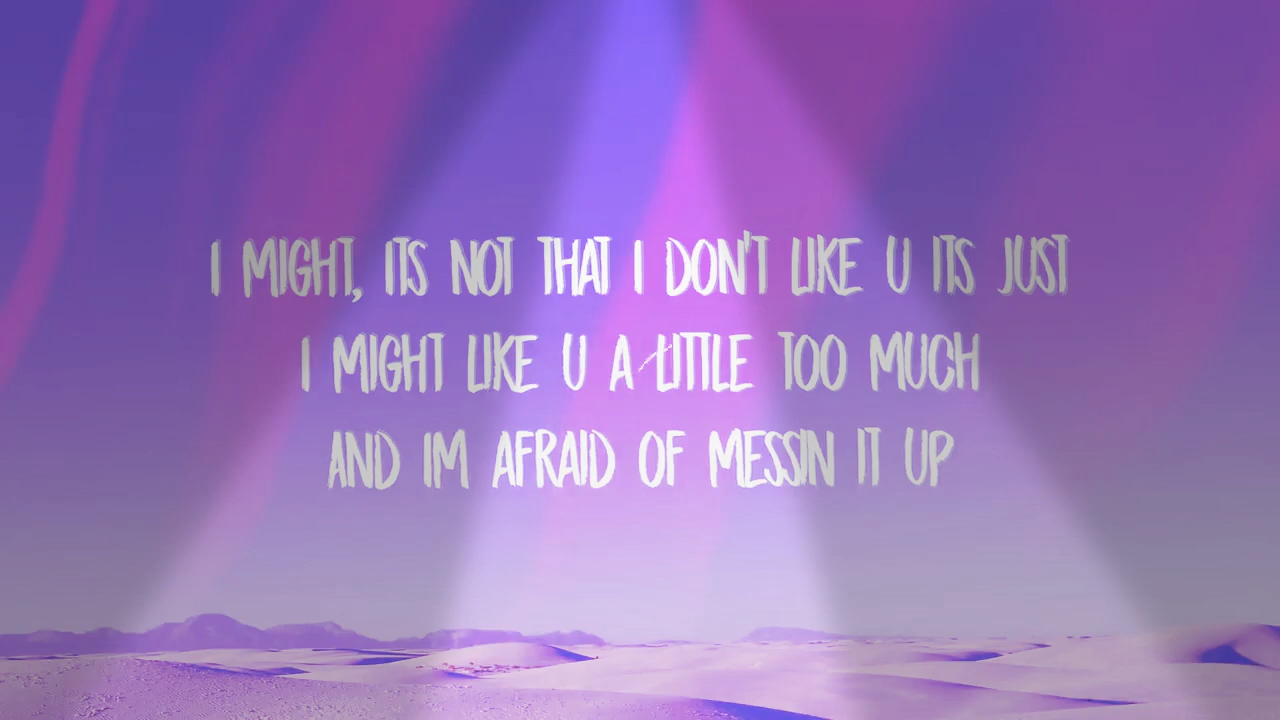 I MIGHT, ITS NOT THAT I DON'T LIKE U ITS JUST
I MIGHT LIKE U A LITTLE TOO MUCH
AND IM AFRAID OF MESSIN IT UP